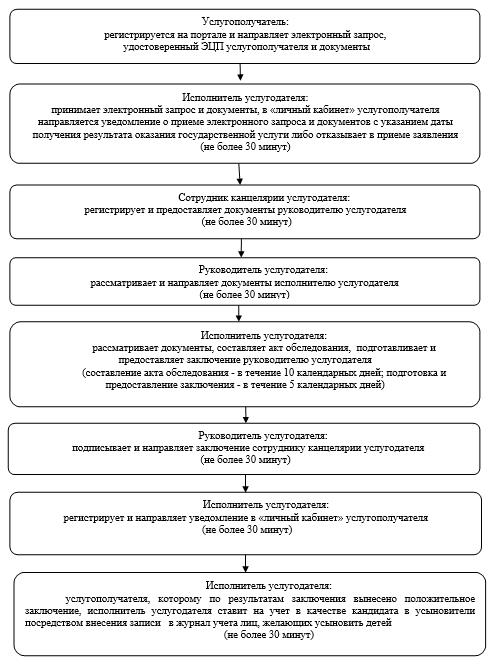 Услугополучатель:
регистрируется на портале и направляет электронный запрос,
удостоверенный ЭЦП услугополучателя и документы
Исполнитель услугодателя:
принимает электронный запрос и документы, в «личный кабинет» услугополучателя
направляется уведомление о приеме электронного запроса и документов с указанием даты
получения результата оказания государственной услуги либо отказывает в приеме заявления
(не более 30 минут)
Сотрудник канцелярии услугодателя:
регистрирует и предоставляет документы руководителю услугодателя
(не более 30 минут)
Руководитель услугодателя:
рассматривает и направляет документы исполнителю услугодателя
(не более 30 минут)
Исполнитель услугодателя:
рассматривает документы, составляет акт обследования, подготавливает и
предоставляет заключение руководителю услугодателя
(составление акта обследования - в течение 10 календарных дней; подготовка и
предоставление заключения - в течение 5 календарных дней)
Руководитель услугодателя:
подписывает и направляет заключение сотруднику канцелярии услугодателя
(не более 30 минут)
Исполнитель услугодателя:
регистрирует и направляет уведомление в «личный кабинет» услугополучателя
(не более 30 минут)
Исполнитель услугодателя:
услугополучателя, которому по результатам заключения вынесено положительное
заключение, исполнитель услугодателя ставит на учет в качестве кандидата в усыновители
посредством внесения записи в журнал учета лиц, желающих усыновить детей
(не более 30 минут)